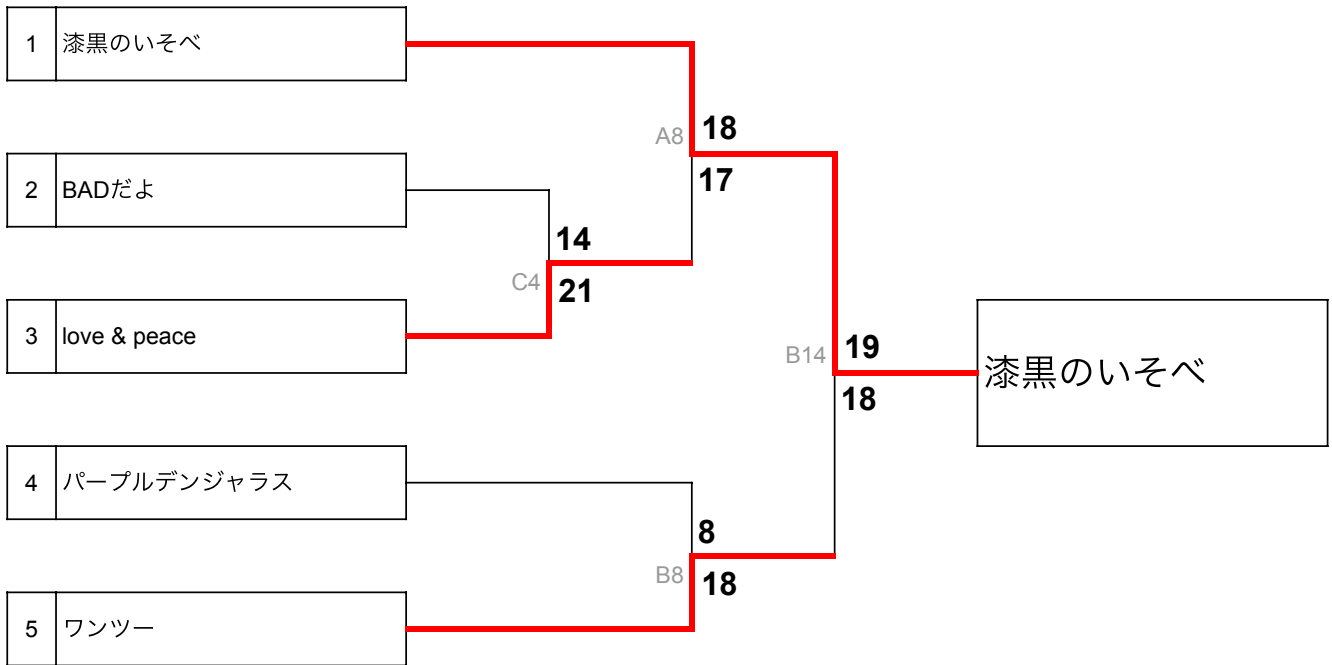 1 漆黒のいそべ
A8 18
17
2 BADだよ
14
C4 21
3 love & peace
B14 19
漆黒のいそべ
18
4 パープルデンジャラス
8
B8 18
5 ワンツー